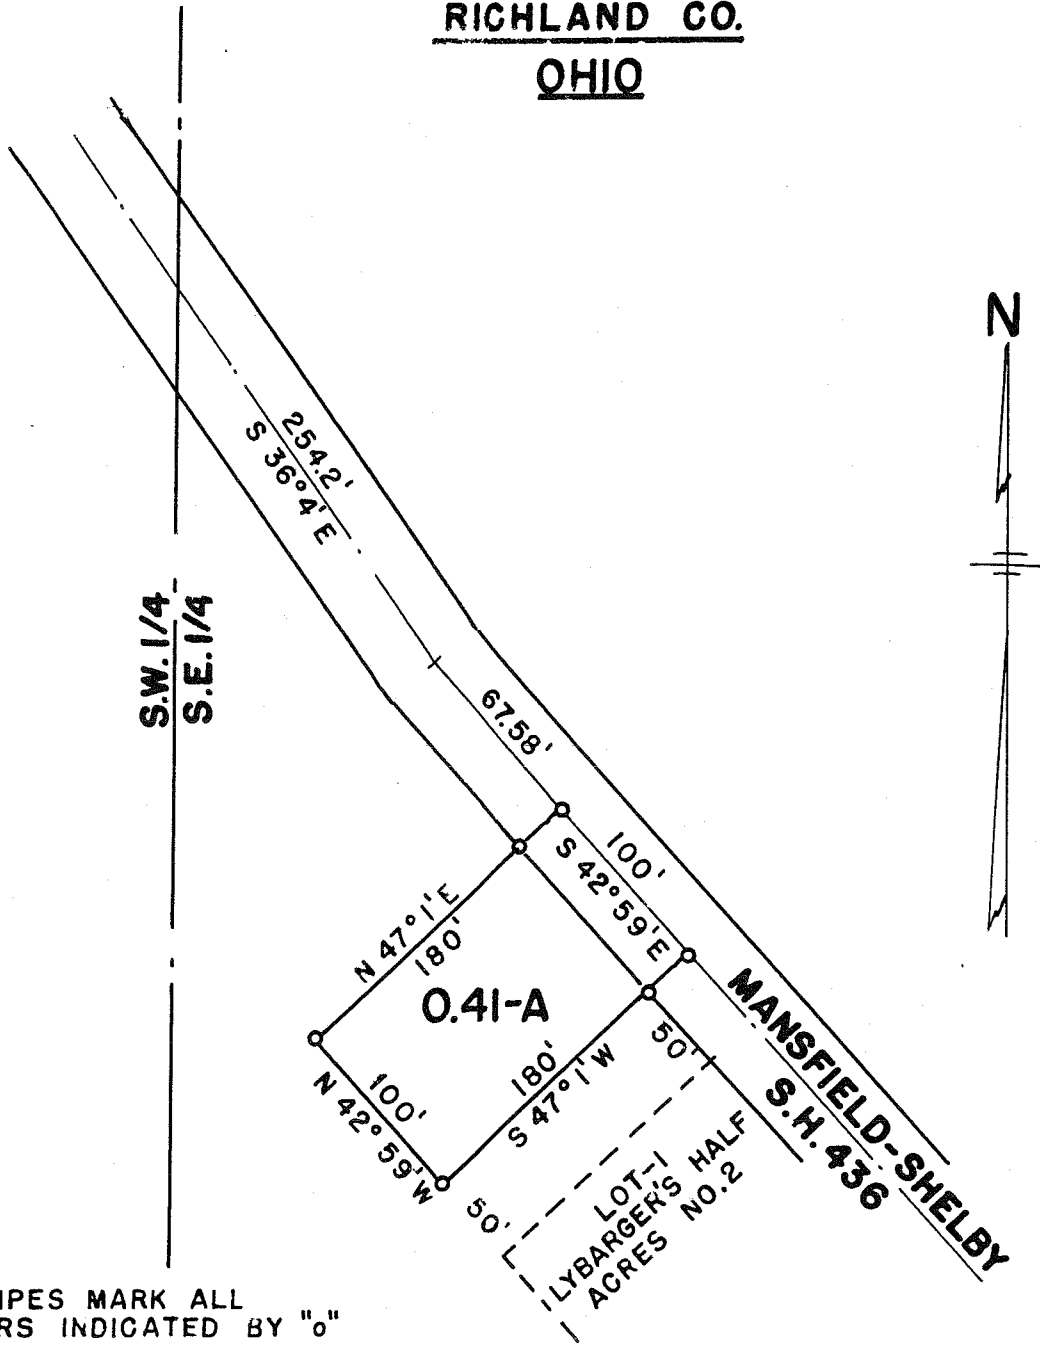 RICHLAND CO.
OHIO
N
254.2'
S 36°4' E
S.W. 1/4
S.E. 1/4
67.58'
100'
S 42°59' E
N 47°1' E
180'
0.41-A
180'
S 47°1' W
50'
MANSFIELD-SHELBY
S.H. 436
100'
N 42°59' W
50'
LOT-1
LYBARGER'S HALF
ACRES NO.2
IPES MARK ALL
RS INDICATED BY "o"